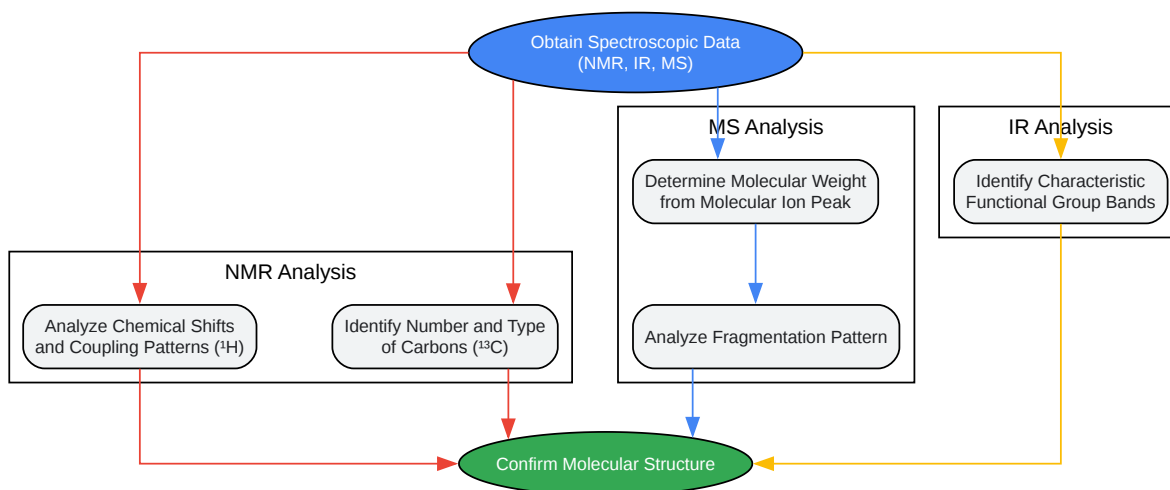 Obtain Spectroscopic Data
(NMR, IR, MS)
MS Analysis
IR Analysis
Determine Molecular Weight
from Molecular Ion Peak
Identify Characteristic
Functional Group Bands
NMR Analysis
Analyze Chemical Shifts
and Coupling Patterns (¹H)
Identify Number and Type
of Carbons (¹³C)
Analyze Fragmentation Pattern
Confirm Molecular Structure